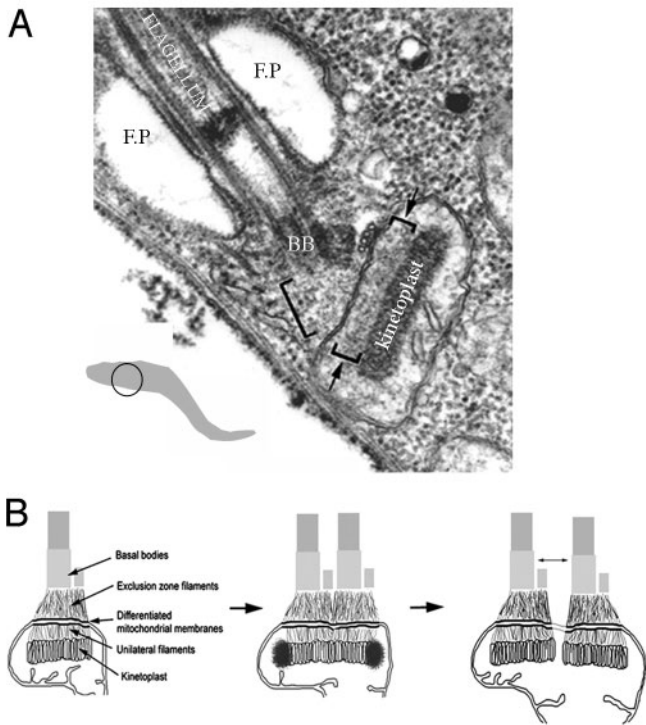 A
FLAGELLUM
F.P
F.P
BB
kinetoplast
B
Basal bodies
Exclusion zone filaments
Differentiated
mitochondrial membranes
Unilateral filaments
Kinetoplast